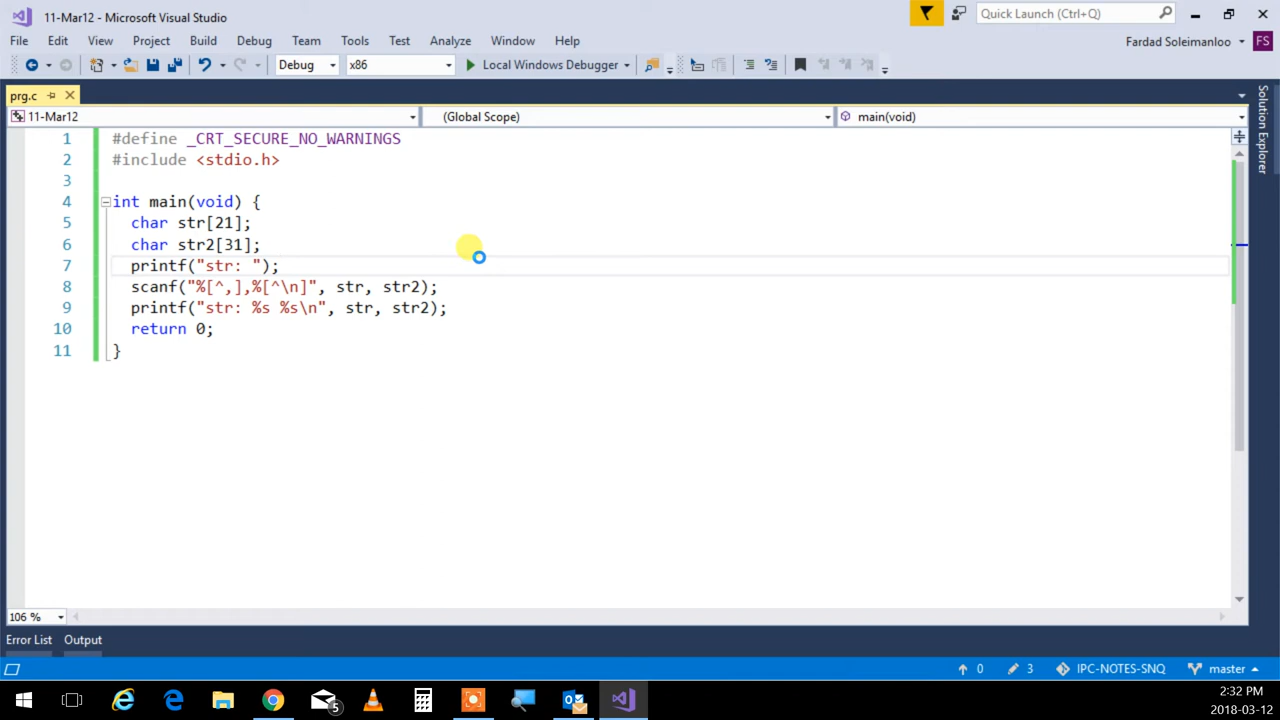 11-Mar12 - Microsoft Visual Studio
Quick Launch (Ctrl+Q)
File Edit View Project Build Debug Team Tools Test Analyze Window Help
Fardad Soleimanloo FS
Debug x86 Local Windows Debugger
prg.c
Solution Explorer
11-Mar12 (Global Scope) main(void)
1 #define _CRT_SECURE_NO_WARNINGS
2 #include <stdio.h>
3
4 int main(void) {
5 char str[21];
6 char str2[31];
7 printf("str: ");
8 scanf("%[^,],%[^\n]", str, str2);
9 printf("str: %s %s\n", str, str2);
10 return 0;
11 }
106 %
Error List Output
0 3 IPC-NOTES-SNQ master
5
2:32 PM
2018-03-12